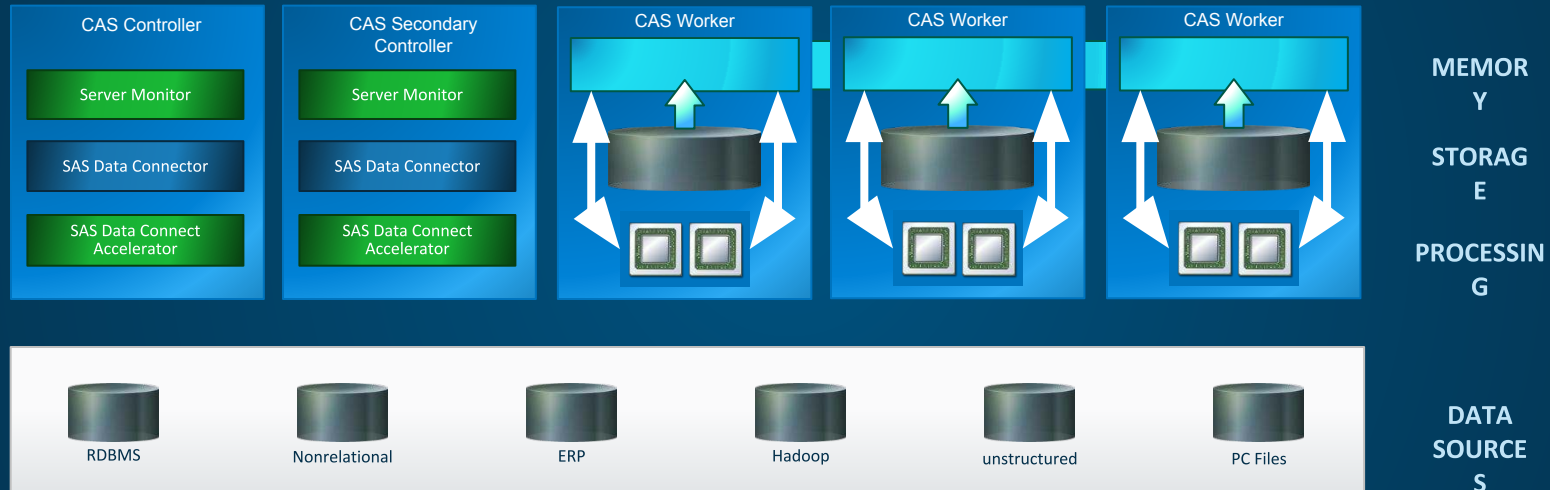 CAS Controller
Server Monitor
SAS Data Connector
SAS Data Connect
Accelerator
CAS Secondary
Controller
Server Monitor
SAS Data Connector
SAS Data Connect
Accelerator
CAS Worker
CAS Worker
CAS Worker
MEMOR
Y
STORAG
E
PROCESSIN
G
RDBMS
Nonrelational
ERP
Hadoop
unstructured
PC Files
DATA
SOURCE
S